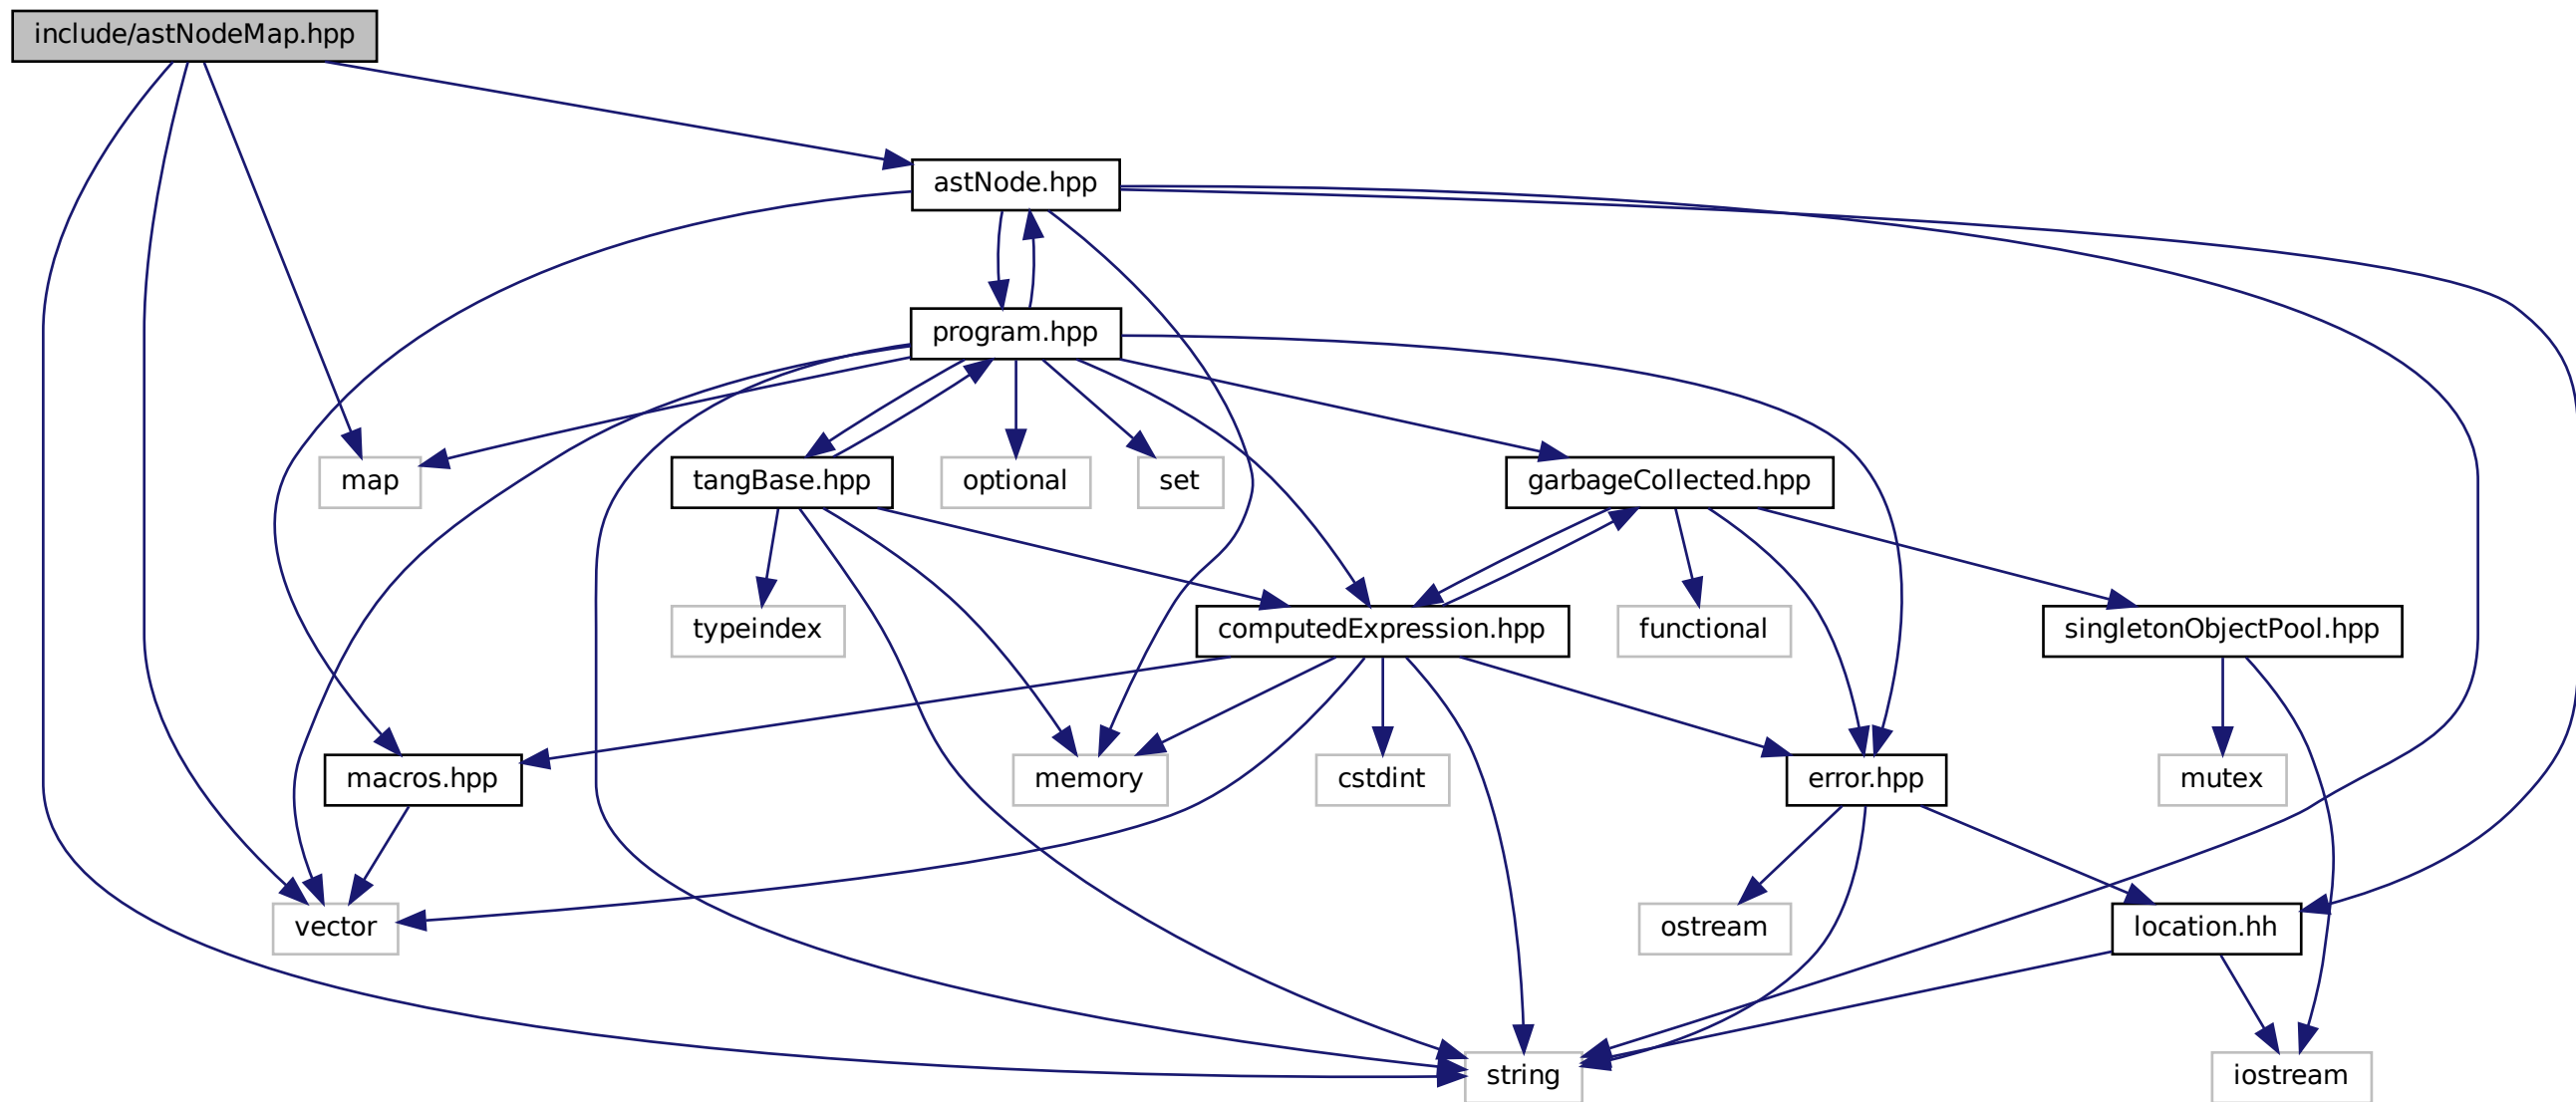 include/astNodeMap.hpp
astNode.hpp
program.hpp
map
tangBase.hpp
optional
set
garbageCollected.hpp
typeindex
computedExpression.hpp
functional
singletonObjectPool.hpp
macros.hpp
memory
cstdint
error.hpp
mutex
vector
ostream
location.hh
string
iostream